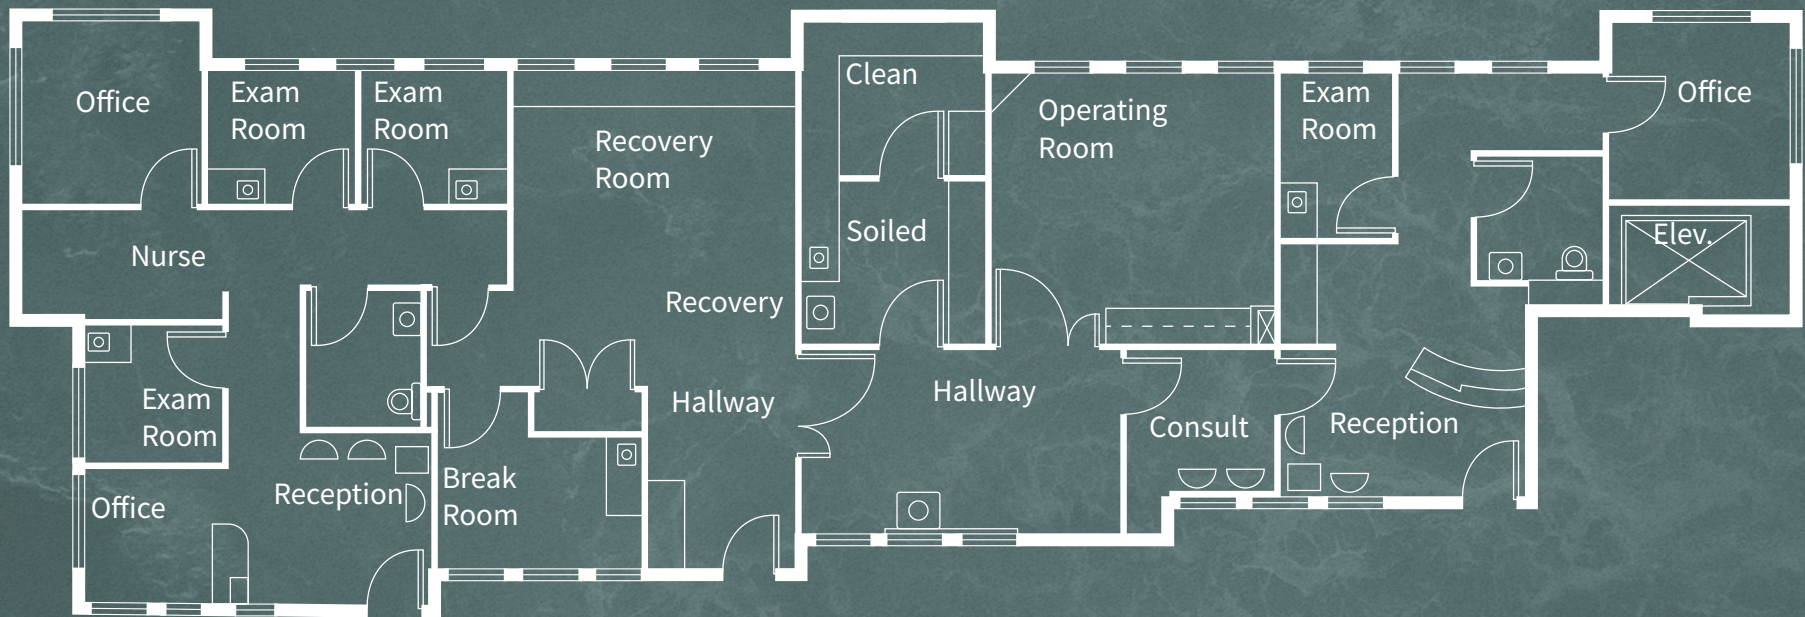 Office
Exam
Room
Exam
Room
Recovery
Room
Clean
Operating
Room
Exam
Room
Office
Nurse
Recovery
Soiled
Elev.
Exam
Room
Hallway
Hallway
Consult
Reception
Office
Reception
Break
Room